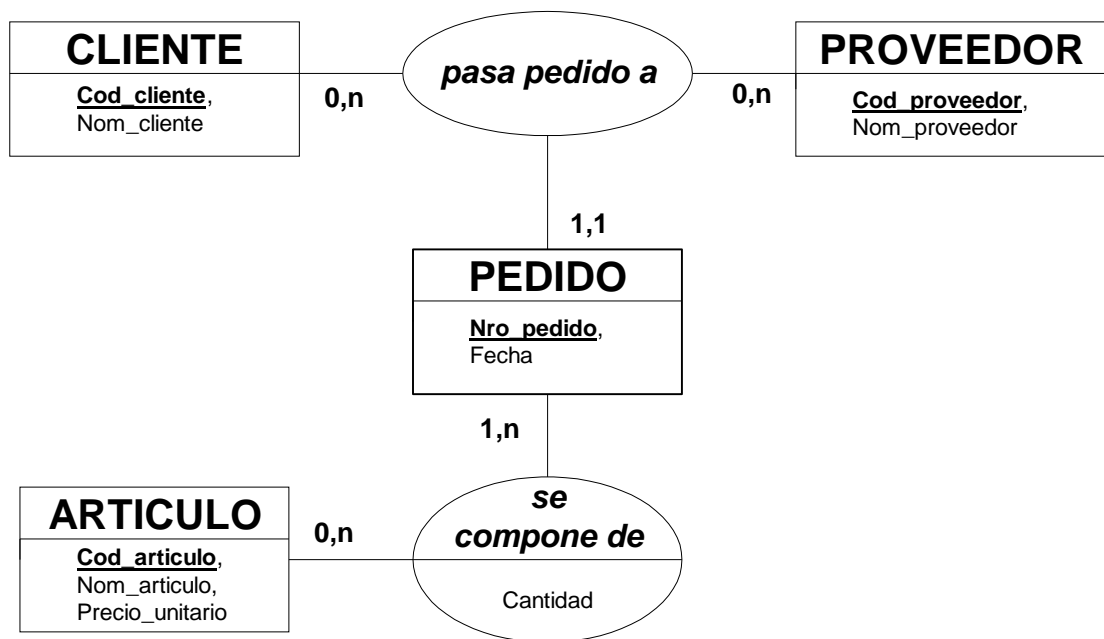 CLIENTE
Cod_cliente,
Nom_cliente
0,n
pasa pedido a
0,n
PROVEEDOR
Cod_proveedor,
Nom_proveedor
1,1
PEDIDO
Nro_pedido,
Fecha
1,n
ARTICULO
Cod_articulo,
Nom_articulo,
Precio_unitario
0,n
se
compone de
Cantidad